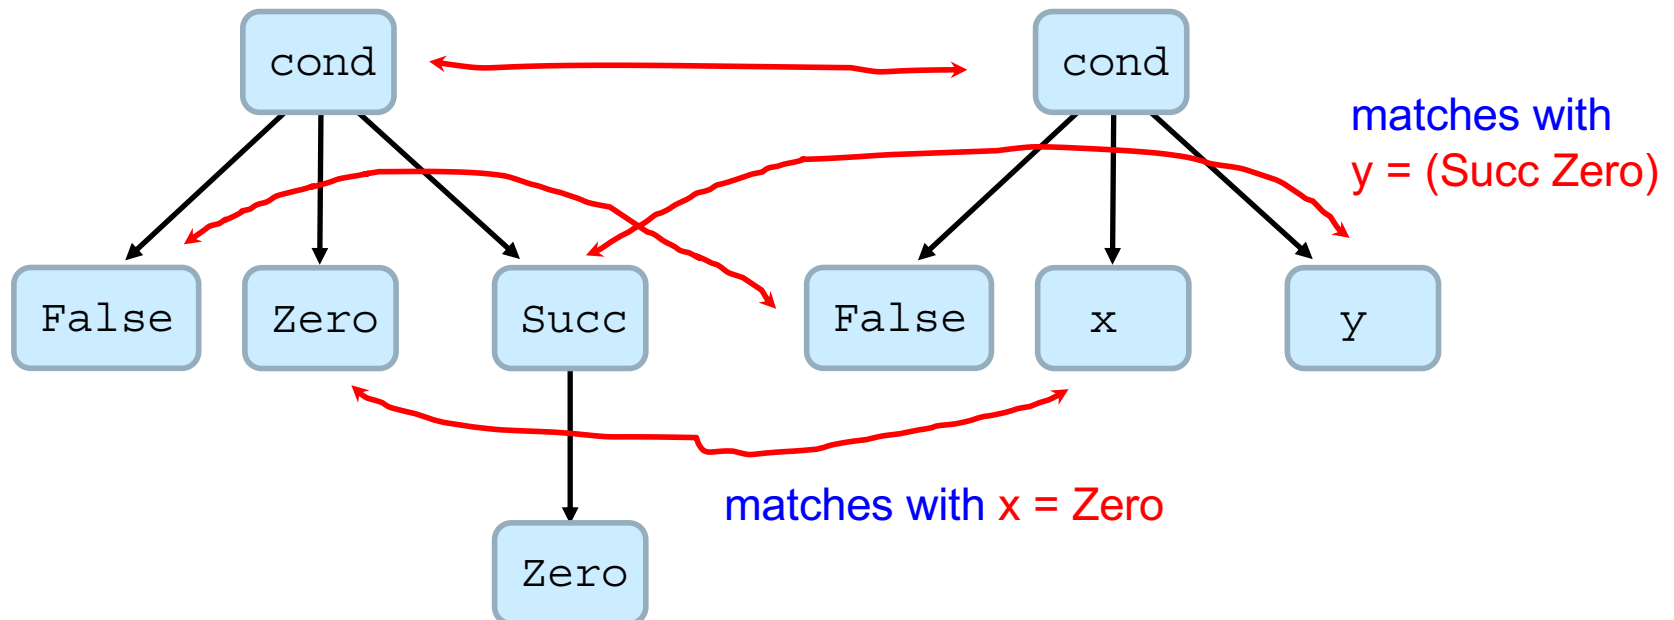 cond
cond
matches with
y = (Succ Zero)
False
Zero
Succ
False
x
y
matches with x = Zero
Zero